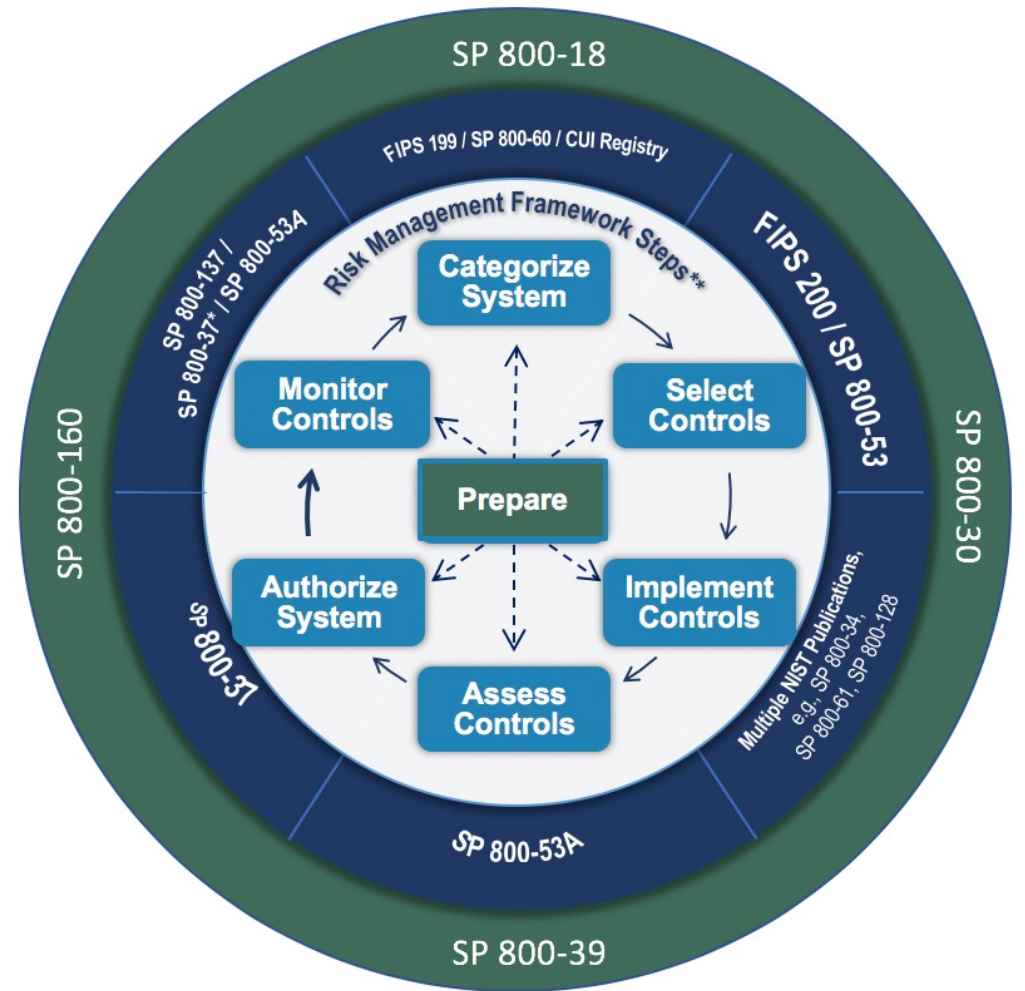 SP 800-18
FIPS 199 / SP 800-60 / CUI Registry
SP 800-137 /
SP 800-37* / SP 800-53A
FIPS 200 / SP 800-53
Risk Management Framework Steps**
Categorize
System
Monitor
Controls
Select
Controls
SP 800-160
Prepare
SP 800-30
Authorize
System
Implement
Controls
SP 800-37
Multiple NIST Publications,
e.g., SP 800-34,
SP 800-61, SP 800-128
Assess
Controls
SP 800-53A
SP 800-39